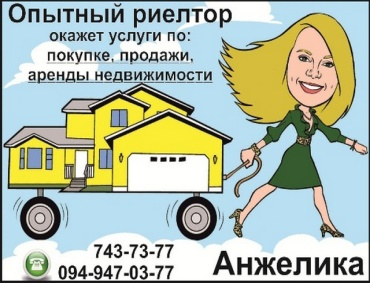 Опытный риелтор
окажет услуги по:
покупке, продажи,
аренды недвижимости
743-73-77
094-947-03-77
Анжелика